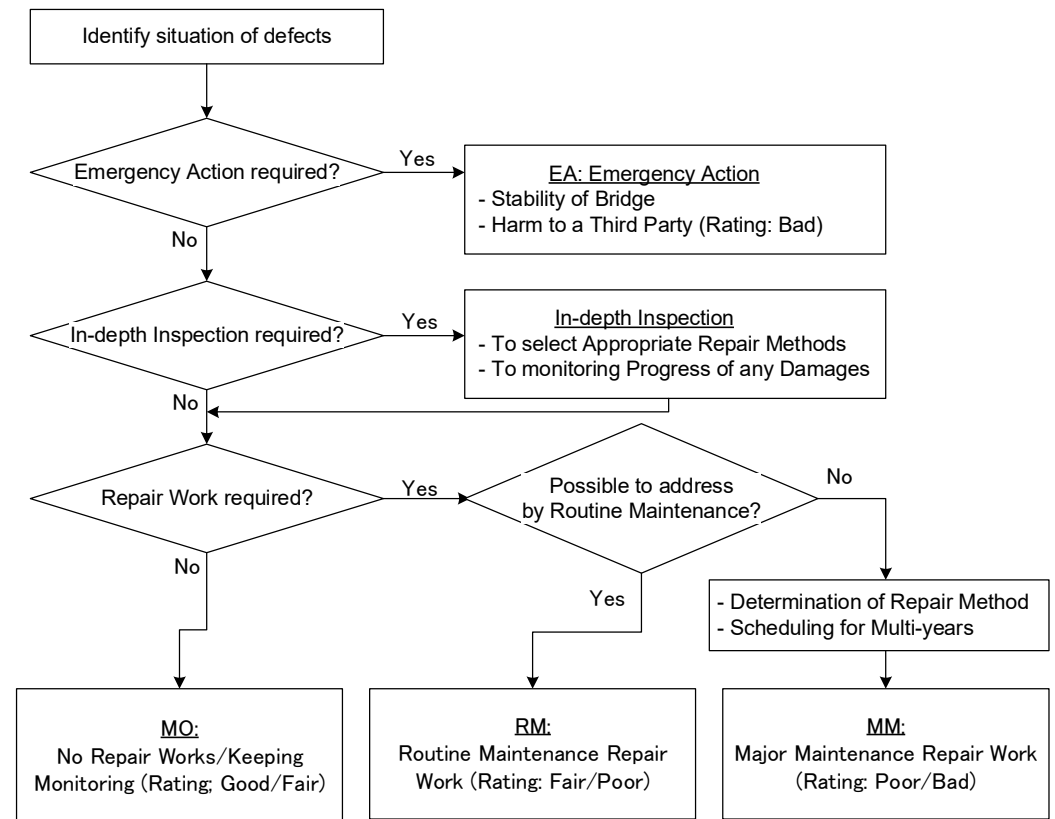 Identify situation of defects
Emergency Action required?
Yes
EA: Emergency Action
- Stability of Bridge
- Harm to a Third Party (Rating: Bad)
No
In-depth Inspection required?
Yes
In-depth Inspection
- To select Appropriate Repair Methods
- To monitoring Progress of any Damages
No
Repair Work required?
Yes
Possible to address
by Routine Maintenance?
No
No
Yes
- Determination of Repair Method
- Scheduling for Multi-years
MO:
No Repair Works/Keeping
Monitoring (Rating; Good/Fair)
RM:
Routine Maintenance Repair
Work (Rating: Fair/Poor)
MM:
Major Maintenance Repair Work
(Rating: Poor/Bad)